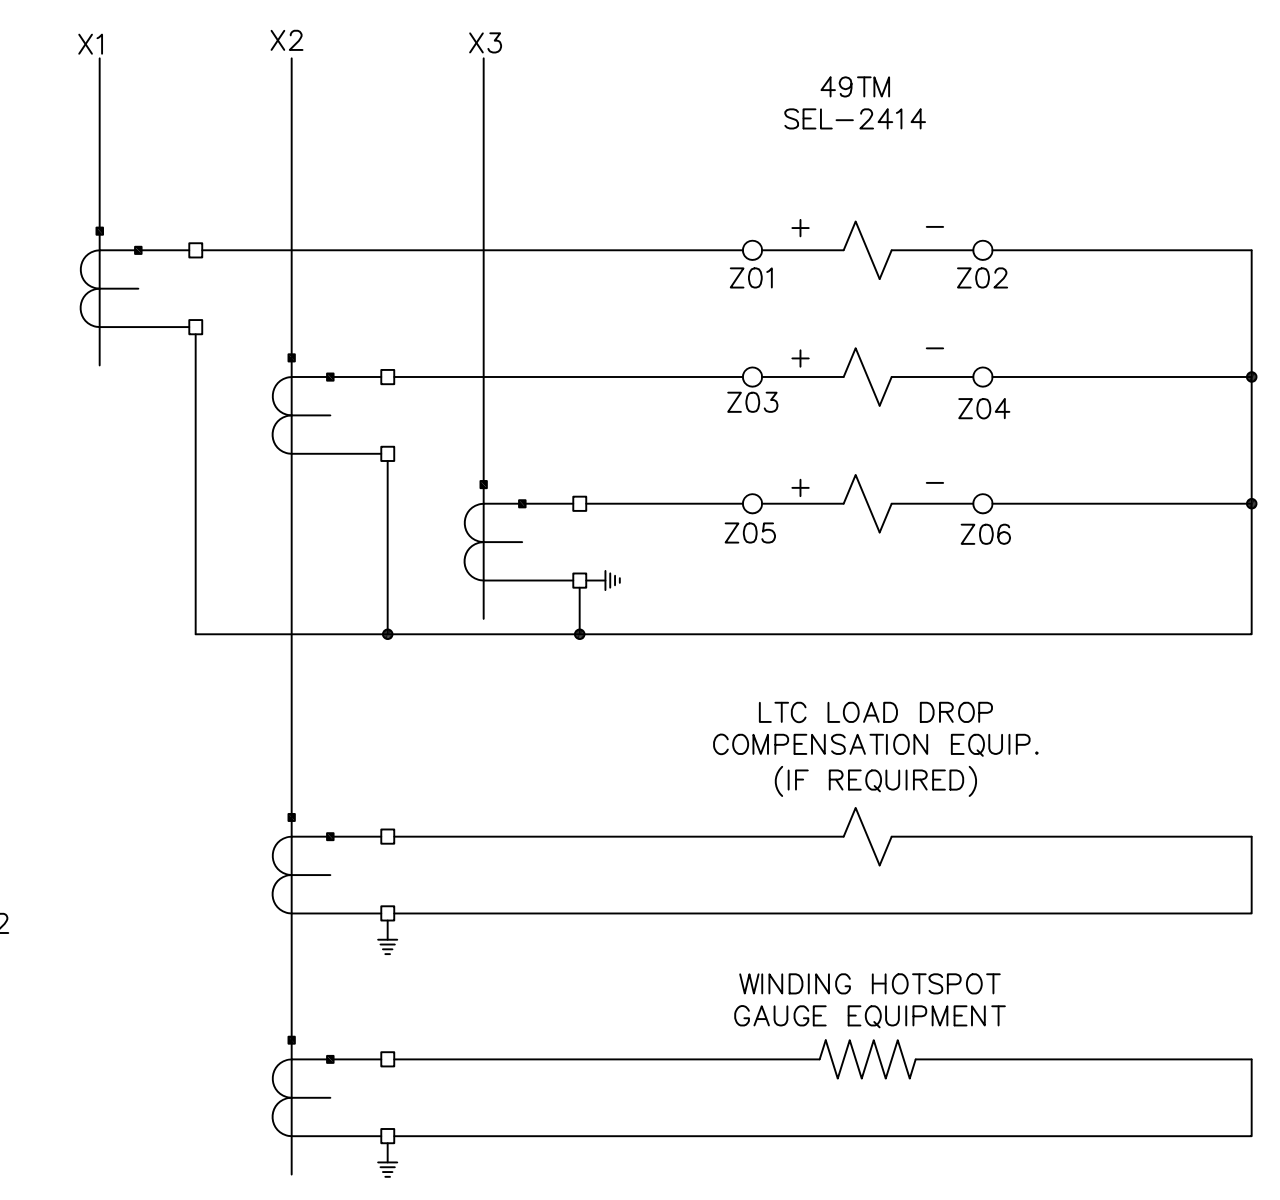 X1 X2 X3
49TM
SEL-2414
+ -
Z01 Z02
+ -
Z03 Z04
+ -
Z05 Z06
LTC LOAD DROP
COMPENSATION EQUIP.
(IF REQUIRED)
2
WINDING HOTSPOT
GAUGE EQUIPMENT